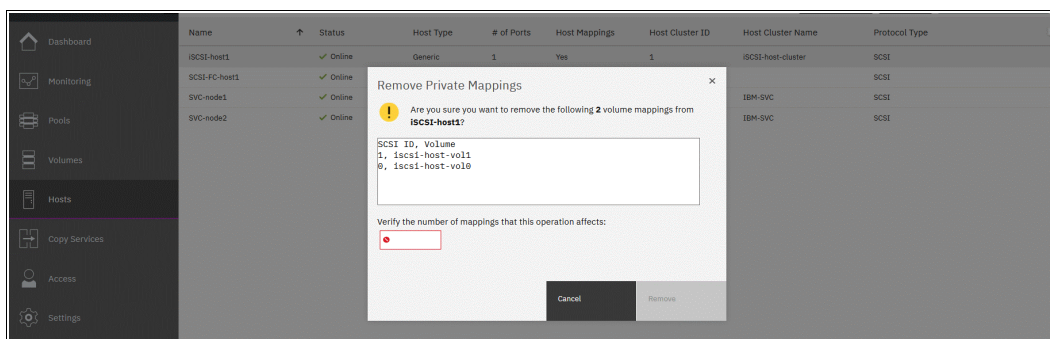 Name Status Host Type # of Ports Host Mappings Host Cluster ID Host Cluster Name Protocol Type
Dashboard
iSCSI-host1 Online Generic 1 Yes 1 iSCSI-host-cluster SCSI
SCSI-FC-host1 Online SCSI
Monitoring
Remove Private Mappings
SVC-node1 Online IBM-SVC SCSI
Are you sure you want to remove the following 2 volume mappings from
iSCSI-host1?
SVC-node2 Online IBM-SVC SCSI
Pools
SCSI ID, Volume
1, iscsi-host-vol1
0, iscsi-host-vol0
Volumes
Hosts
Verify the number of mappings that this operation affects:
Copy Services
Access
Cancel Remove
Settings